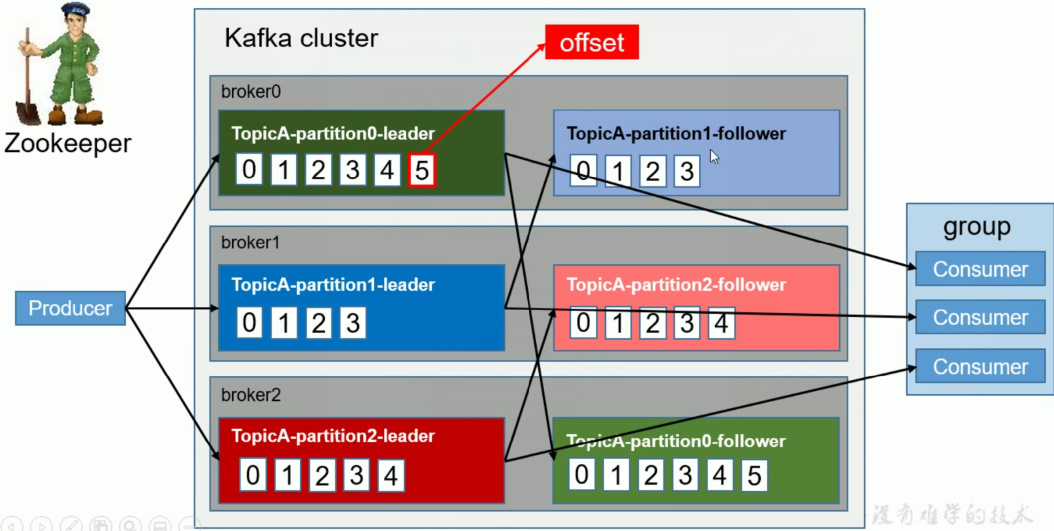 Zookeeper
Kafka cluster
offset
broker0
TopicA-partition0-leader
0 1 2 3 4 5
TopicA-partition1-follower
0 1 2 3
broker1
TopicA-partition1-leader
0 1 2 3
TopicA-partition2-follower
0 1 2 3 4
broker2
TopicA-partition2-leader
0 1 2 3 4
TopicA-partition0-follower
0 1 2 3 4 5
Producer
group
Consumer
Consumer
Consumer
没有难学的技术